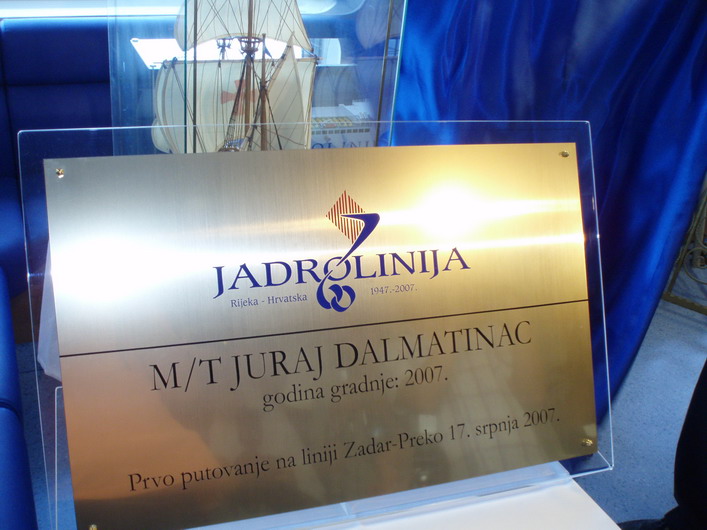 JADROLINIJA
Rijeka - Hrvatska 1947.-2007.
M/T JURAJ DALMATINAC
godina gradnje: 2007.
Prvo putovanje na liniji Zadar-Preko 17. srpnja 2007.